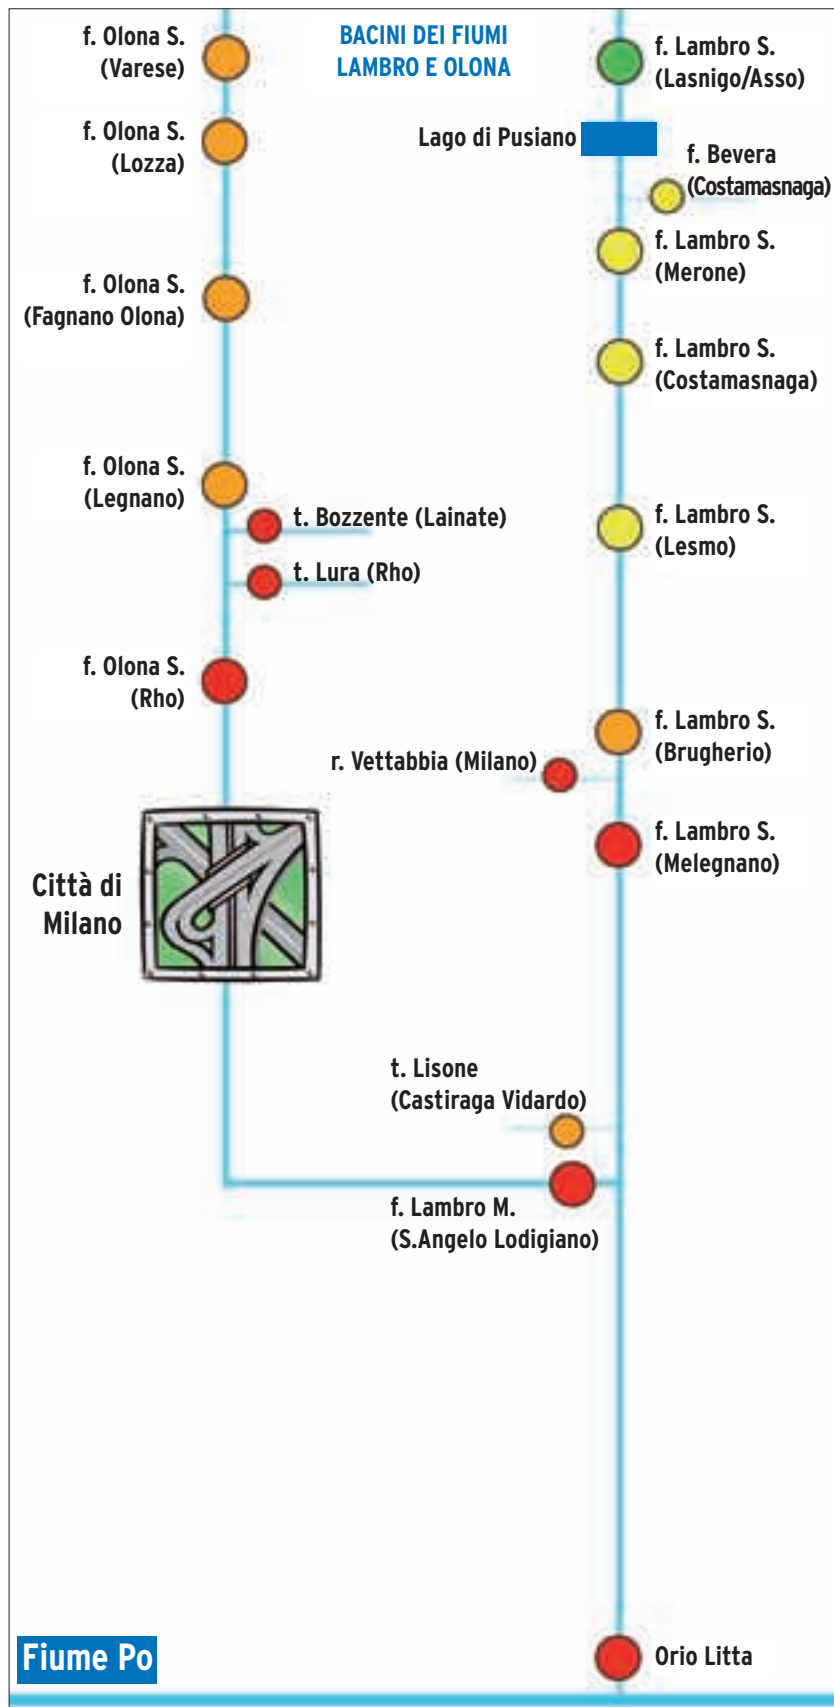 BACINI DEI FIUMI
LAMBRO E OLONA
f. Olona S.
(Varese)
f. Olona S.
(Lozza)
f. Olona S.
(Fagnano Olona)
f. Olona S.
(Legnano)
t. Bozzente (Lainate)
t. Lura (Rho)
f. Olona S.
(Rho)
Città di
Milano
f. Lambro S.
(Lasnigo/Asso)
Lago di Pusiano
f. Bevera
(Costamasnaga)
f. Lambro S.
(Merone)
f. Lambro S.
(Costamasnaga)
f. Lambro S.
(Lesmo)
f. Lambro S.
(Brugherio)
r. Vettabbia (Milano)
f. Lambro S.
(Melegnano)
t. Lisone
(Castiraga Vidardo)
f. Lambro M.
(S.Angelo Lodigiano)
Orio Litta
Fiume Po